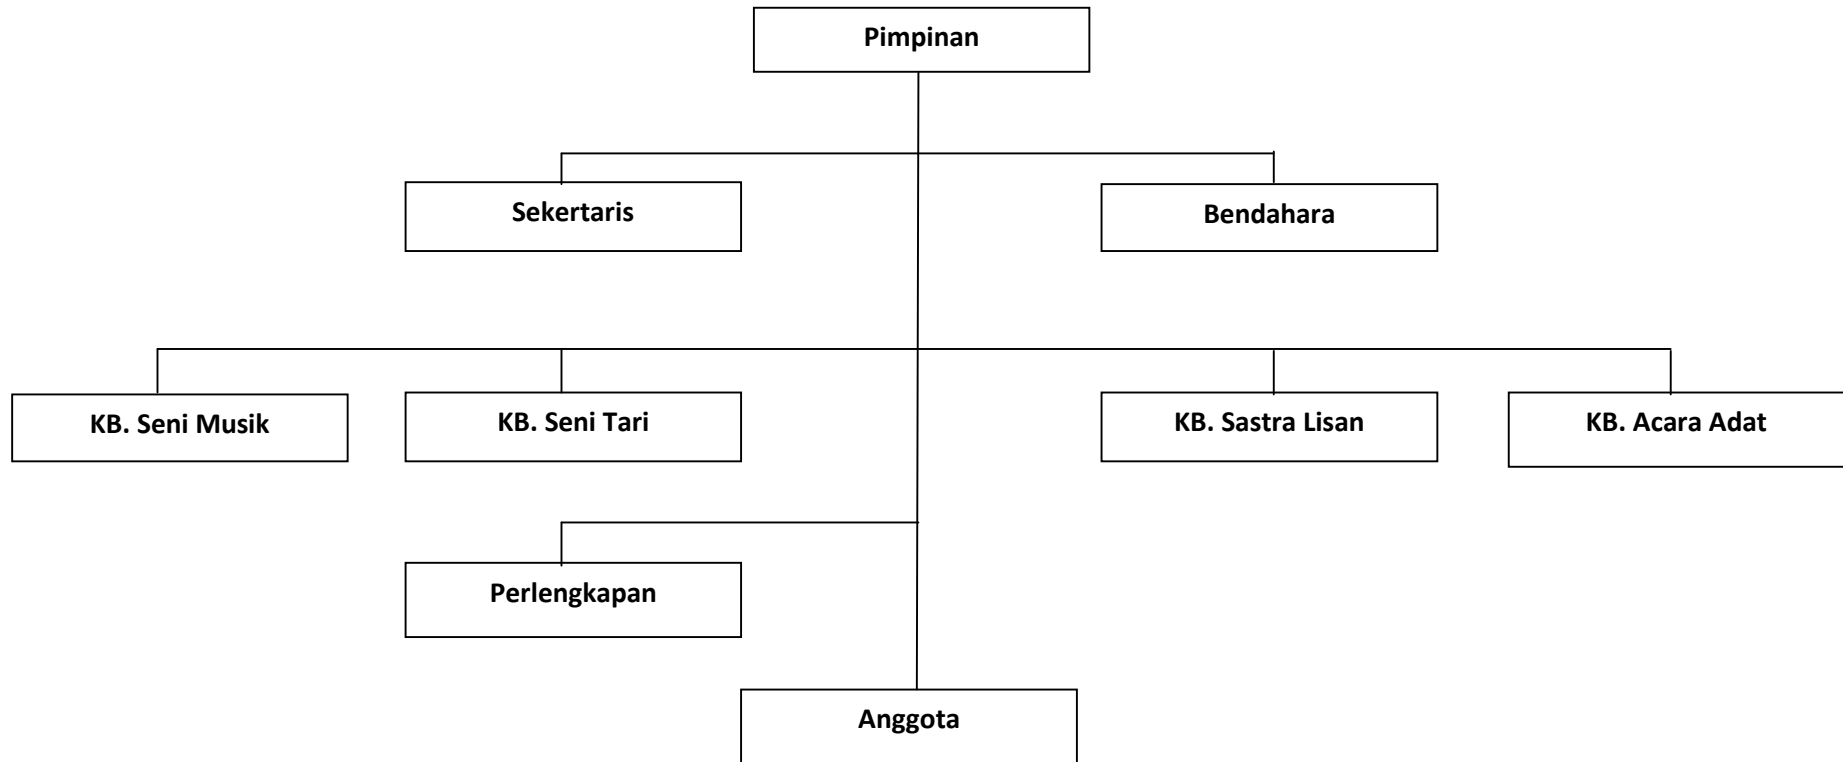 Pimpinan
Sekertaris
Bendahara
KB. Seni Musik
KB. Seni Tari
KB. Sastra Lisan
KB. Acara Adat
Perlengkapan
Anggota